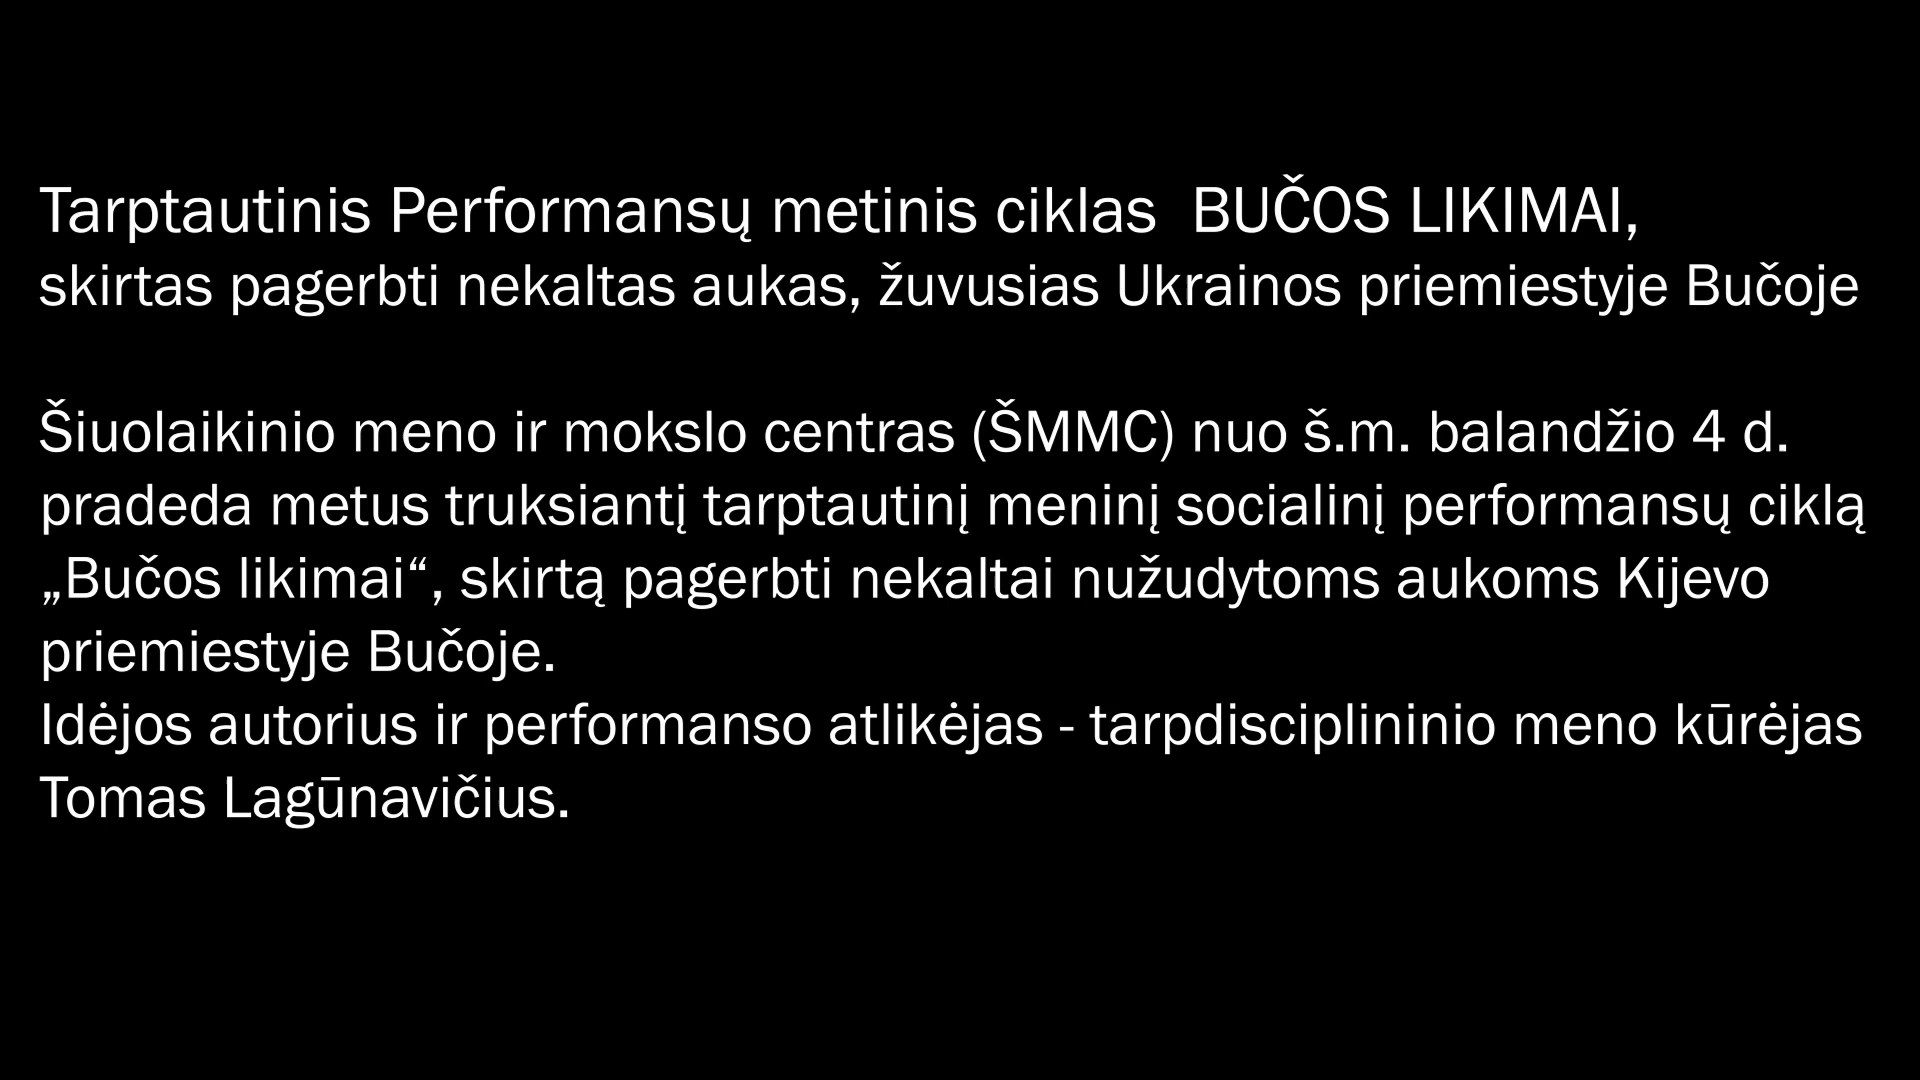 Tarptautinis Performansų metinis ciklas  BUČOS LIKIMAI,
skirtas pagerbti nekaltas aukas, žuvusias Ukrainos priemiestyje Bučoje
Šiuolaikinio meno ir mokslo centras (ŠMMC) nuo š.m. balandžio 4 d.
pradeda metus truksiantį tarptautinį meninį socialinį performansų ciklą
„Bučos likimai“, skirtą pagerbti nekaltai nužudytoms aukoms Kijevo
priemiestyje Bučoje.
Idėjos autorius ir performanso atlikėjas - tarpdisciplininio meno kūrėjas
Tomas Lagūnavičius.